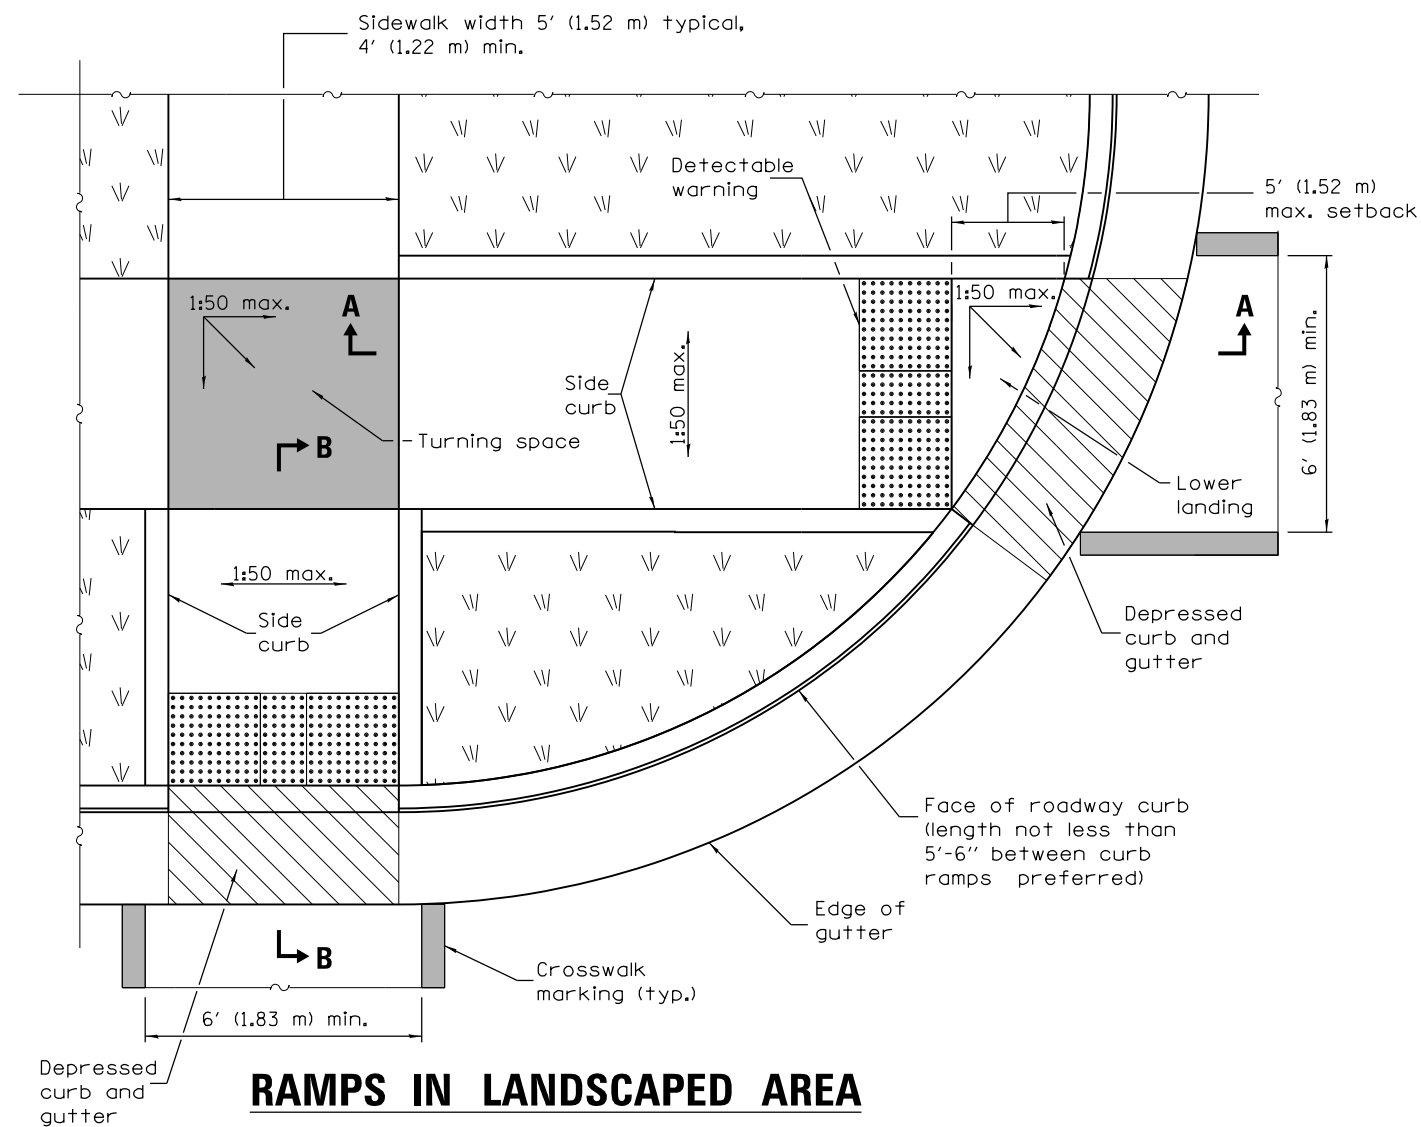 Sidewalk width 5' (1.52 m) typical,
4' (1.22 m) min.
Detectable
warning
5' (1.52 m)
max. setback
1:50 max.
A
1:50 max.
A
Side
curb
1:50 max.
6' (1.83 m) min.
B
Turning space
Lower
landing
1:50 max.
Side
curb
Depressed
curb and
gutter
Face of roadway curb
(length not less than
5'-6" between curb
ramps preferred)
Edge of
gutter
B
Crosswalk
marking (typ.)
6' (1.83 m) min.
Depressed
curb and
gutter
RAMPS IN LANDSCAPED AREA